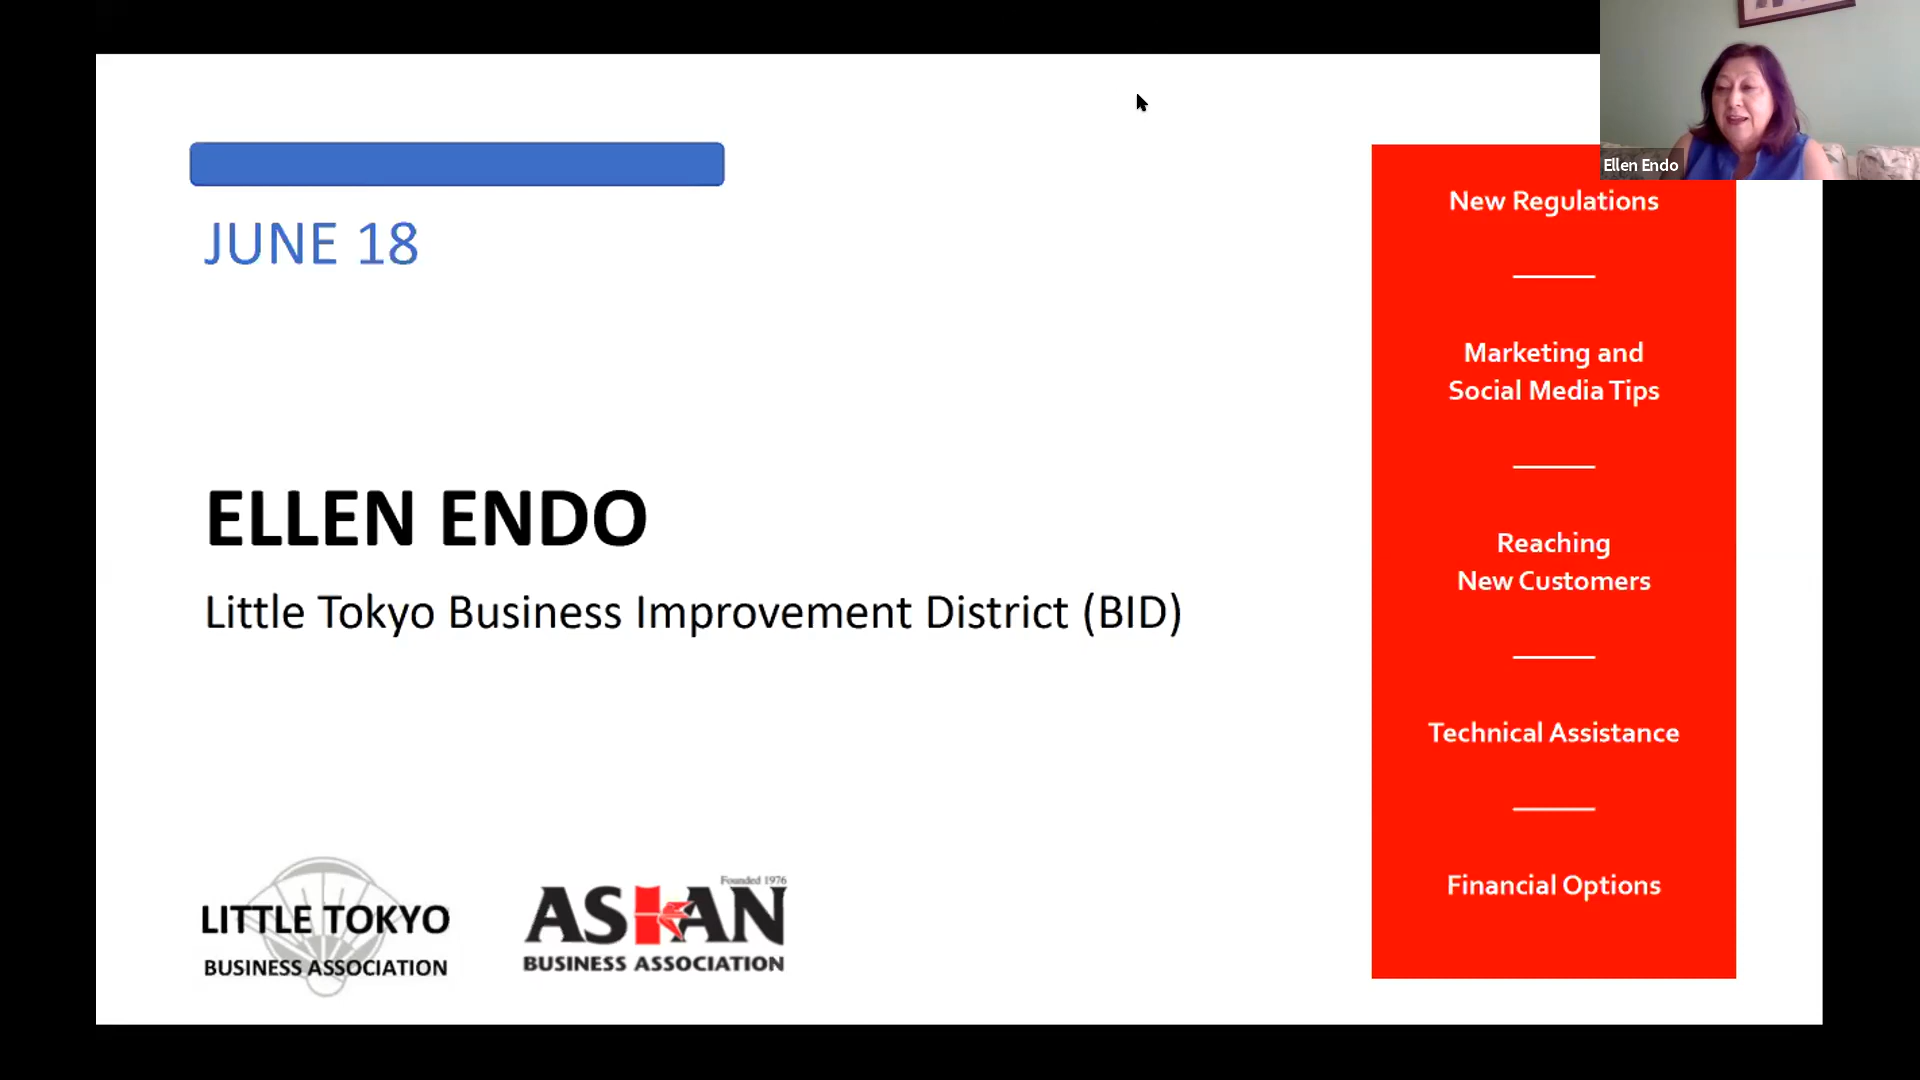 JUNE 18
ELLEN ENDO
Little Tokyo Business Improvement District (BID)
LITTLE TOKYO
BUSINESS ASSOCIATION
Founded 1976
ASIAN
BUSINESS ASSOCIATION
Ellen Endo
New Regulations
Marketing and
Social Media Tips
Reaching
New Customers
Technical Assistance
Financial Options